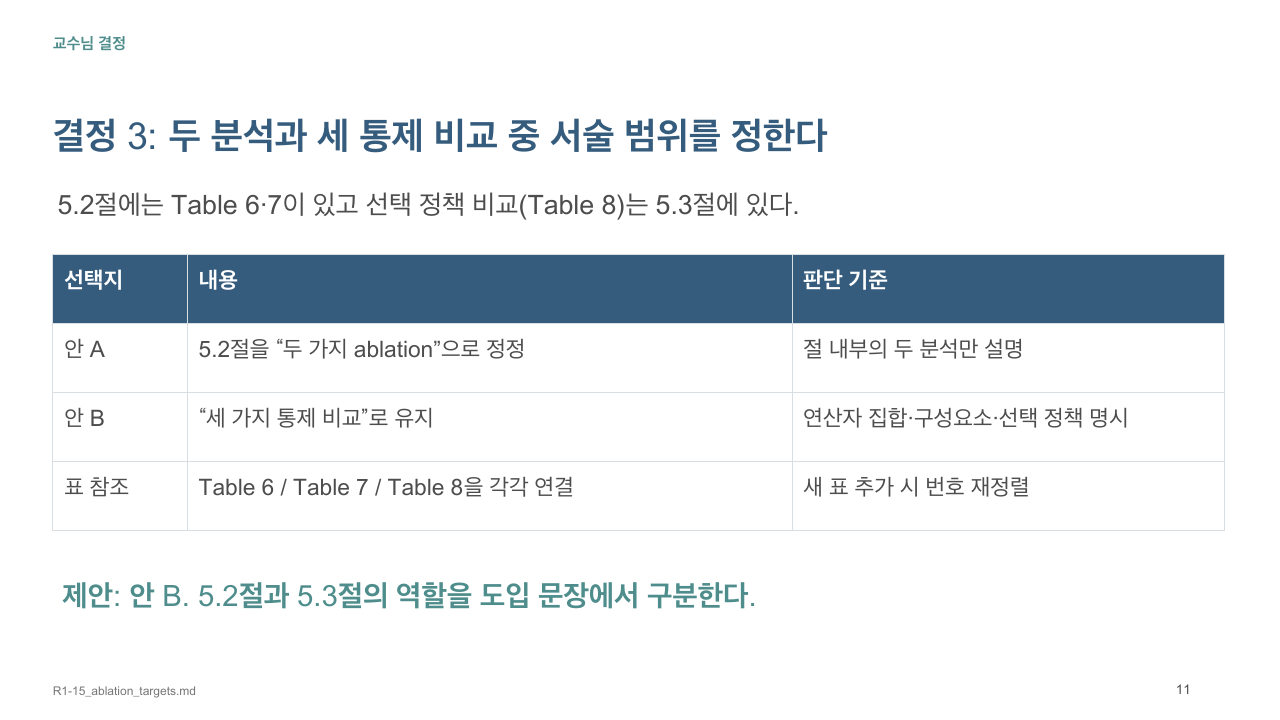 교수님 결정
결정 3: 두 분석과 세 통제 비교 중 서술 범위를 정한다
5.2절에는 Table 6·7이 있고 선택 정책 비교(Table 8)는 5.3절에 있다.
선택지 내용 판단 기준
안 A 5.2절을 “두 가지 ablation”으로 정정 절 내부의 두 분석만 설명
안 B “세 가지 통제 비교”로 유지 연산자 집합·구성요소·선택 정책 명시
표 참조 Table 6 / Table 7 / Table 8을 각각 연결 새 표 추가 시 번호 재정렬
제안: 안 B. 5.2절과 5.3절의 역할을 도입 문장에서 구분한다.
R1-15_ablation_targets.md
11